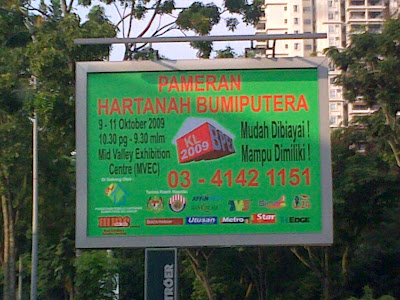 PAMERAN
HARTANAH BUMIPUTERA
9 - 11 Oktober 2009
10.30 pg - 9.30 mlm
Mid Valley Exhibition
Centre (MVEC)
KL
2009
Mudah Dibiayai !
Mampu Dimiliki !
03 - 4142 1151
Utusan
Metro
Star
EDGE